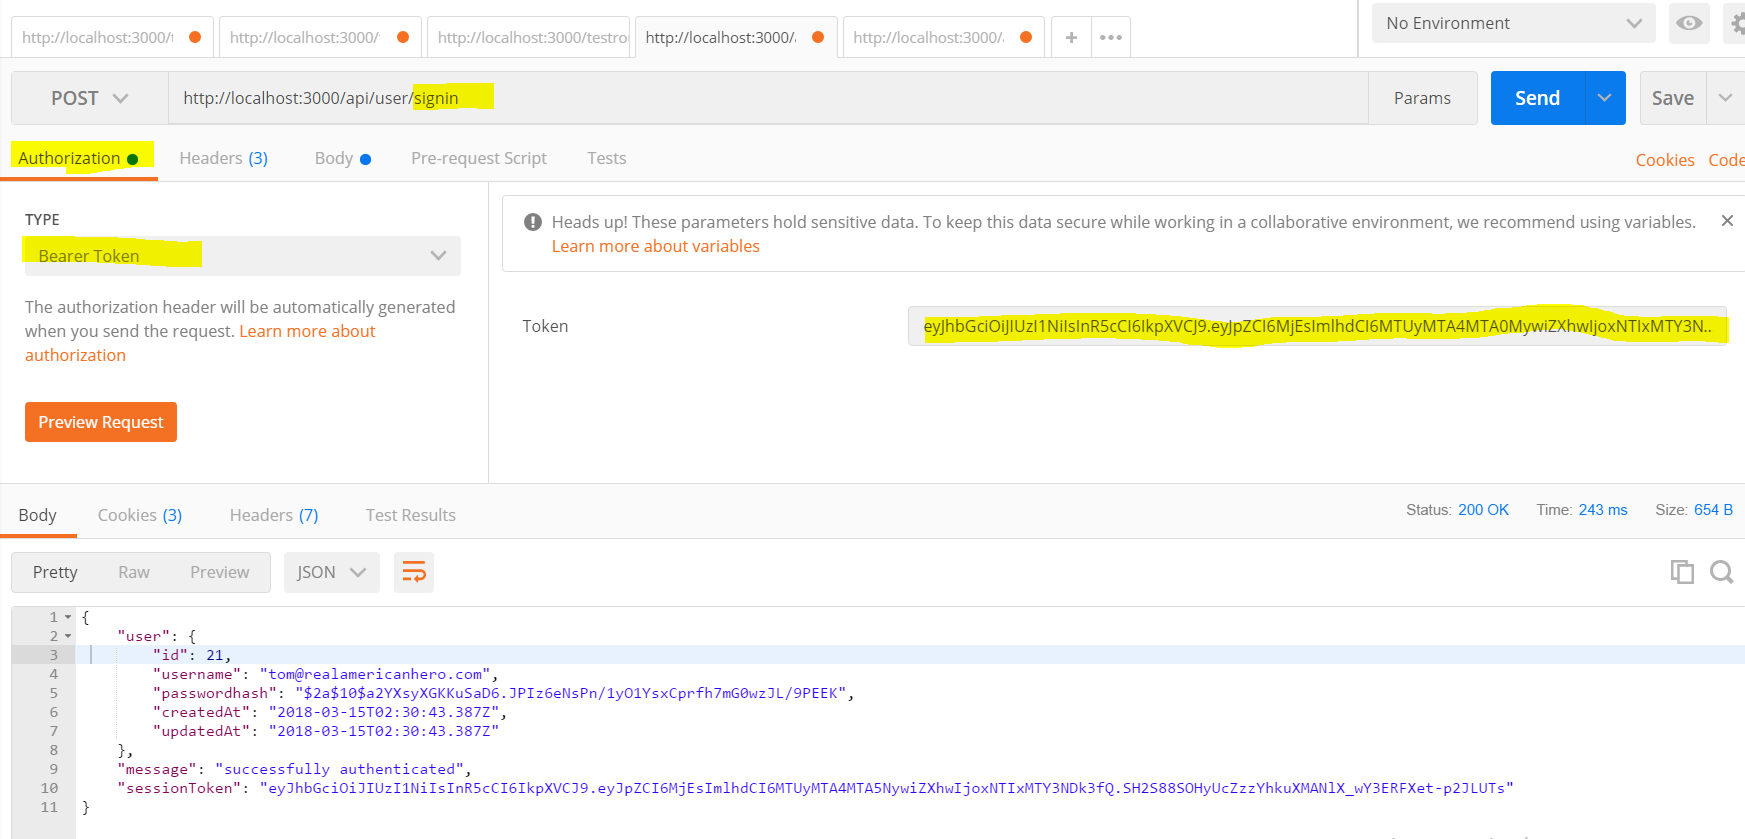 http://localhost:3000/t http://localhost:3000/ http://localhost:3000/testro http://localhost:3000/a http://localhost:3000/a + ••• No Environment
POST http://localhost:3000/api/user/signin Params Send Save
Authorization Headers (3) Body Pre-request Script Tests Cookies Code
TYPE
Bearer Token
The authorization header will be automatically generated
when you send the request. Learn more about
authorization
Preview Request
Heads up! These parameters hold sensitive data. To keep this data secure while working in a collaborative environment, we recommend using variables.
Learn more about variables
Token eyJhbGciOiJIUzI1NiIsInR5cCI6IkpXVCJ9.eyJpZCI6MjEsImlhdCI6MTUyMTA4MTA0MywiZXhwIjoxNTIxMTY3N..
Body Cookies (3) Headers (7) Test Results Status: 200 OK Time: 243 ms Size: 654 B
Pretty Raw Preview JSON
1 {
2 "user": {
3 "id": 21,
4 "username": "tom@realamericanhero.com",
5 "passwordhash": "$2a$10$a2YXsyXGKKuSaD6.JPIz6eNsPn/1yO1YsxCprfh7mG0wzJL/9PEEK",
6 "createdAt": "2018-03-15T02:30:43.387Z",
7 "updatedAt": "2018-03-15T02:30:43.387Z"
8 },
9 "message": "successfully authenticated",
10 "sessionToken": "eyJhbGciOiJIUzI1NiIsInR5cCI6IkpXVCJ9.eyJpZCI6MjEsImlhdCI6MTUyMTA4MTA5NywiZXhwIjoxNTIxMTY3NDk3fQ.SH2S88SOHyUcZzzYhkuXMANlX_wY3ERFXet-p2JLUTs"
11 }